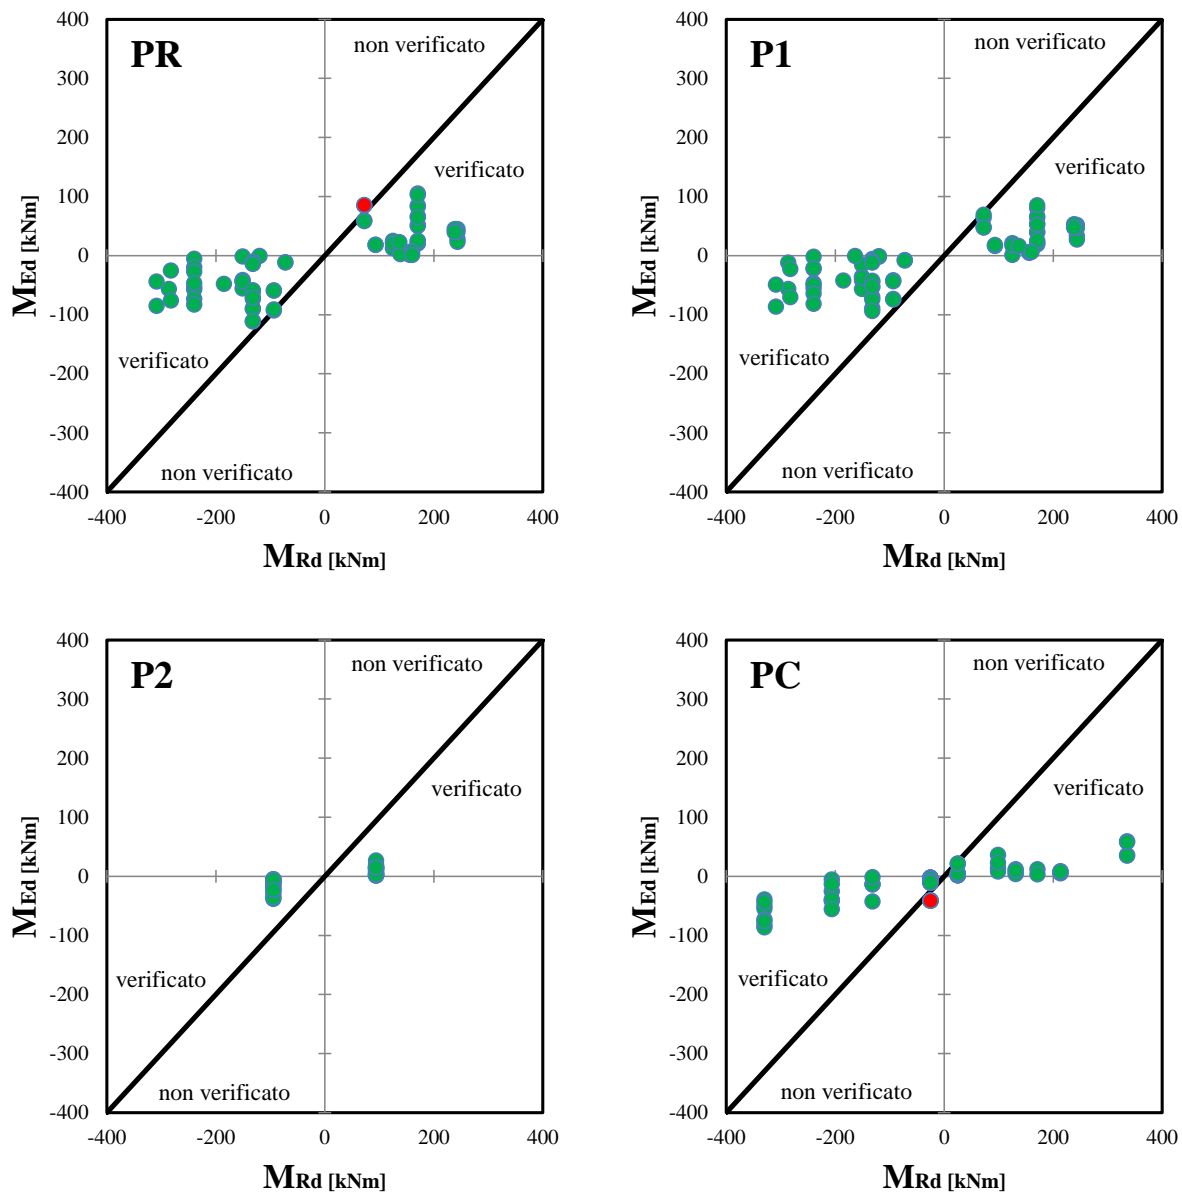 PR
non verificato
verificato
verificato
non verificato
400
300
200
100
0
-100
-200
-300
-400
-400 -200 0 200 400
MEd [kNm]
MRd [kNm]
P1
non verificato
verificato
verificato
non verificato
400
300
200
100
0
-100
-200
-300
-400
-400 -200 0 200 400
MEd [kNm]
MRd [kNm]
P2
non verificato
verificato
verificato
non verificato
400
300
200
100
0
-100
-200
-300
-400
-400 -200 0 200 400
MEd [kNm]
MRd [kNm]
PC
non verificato
verificato
verificato
non verificato
400
300
200
100
0
-100
-200
-300
-400
-400 -200 0 200 400
MEd [kNm]
MRd [kNm]